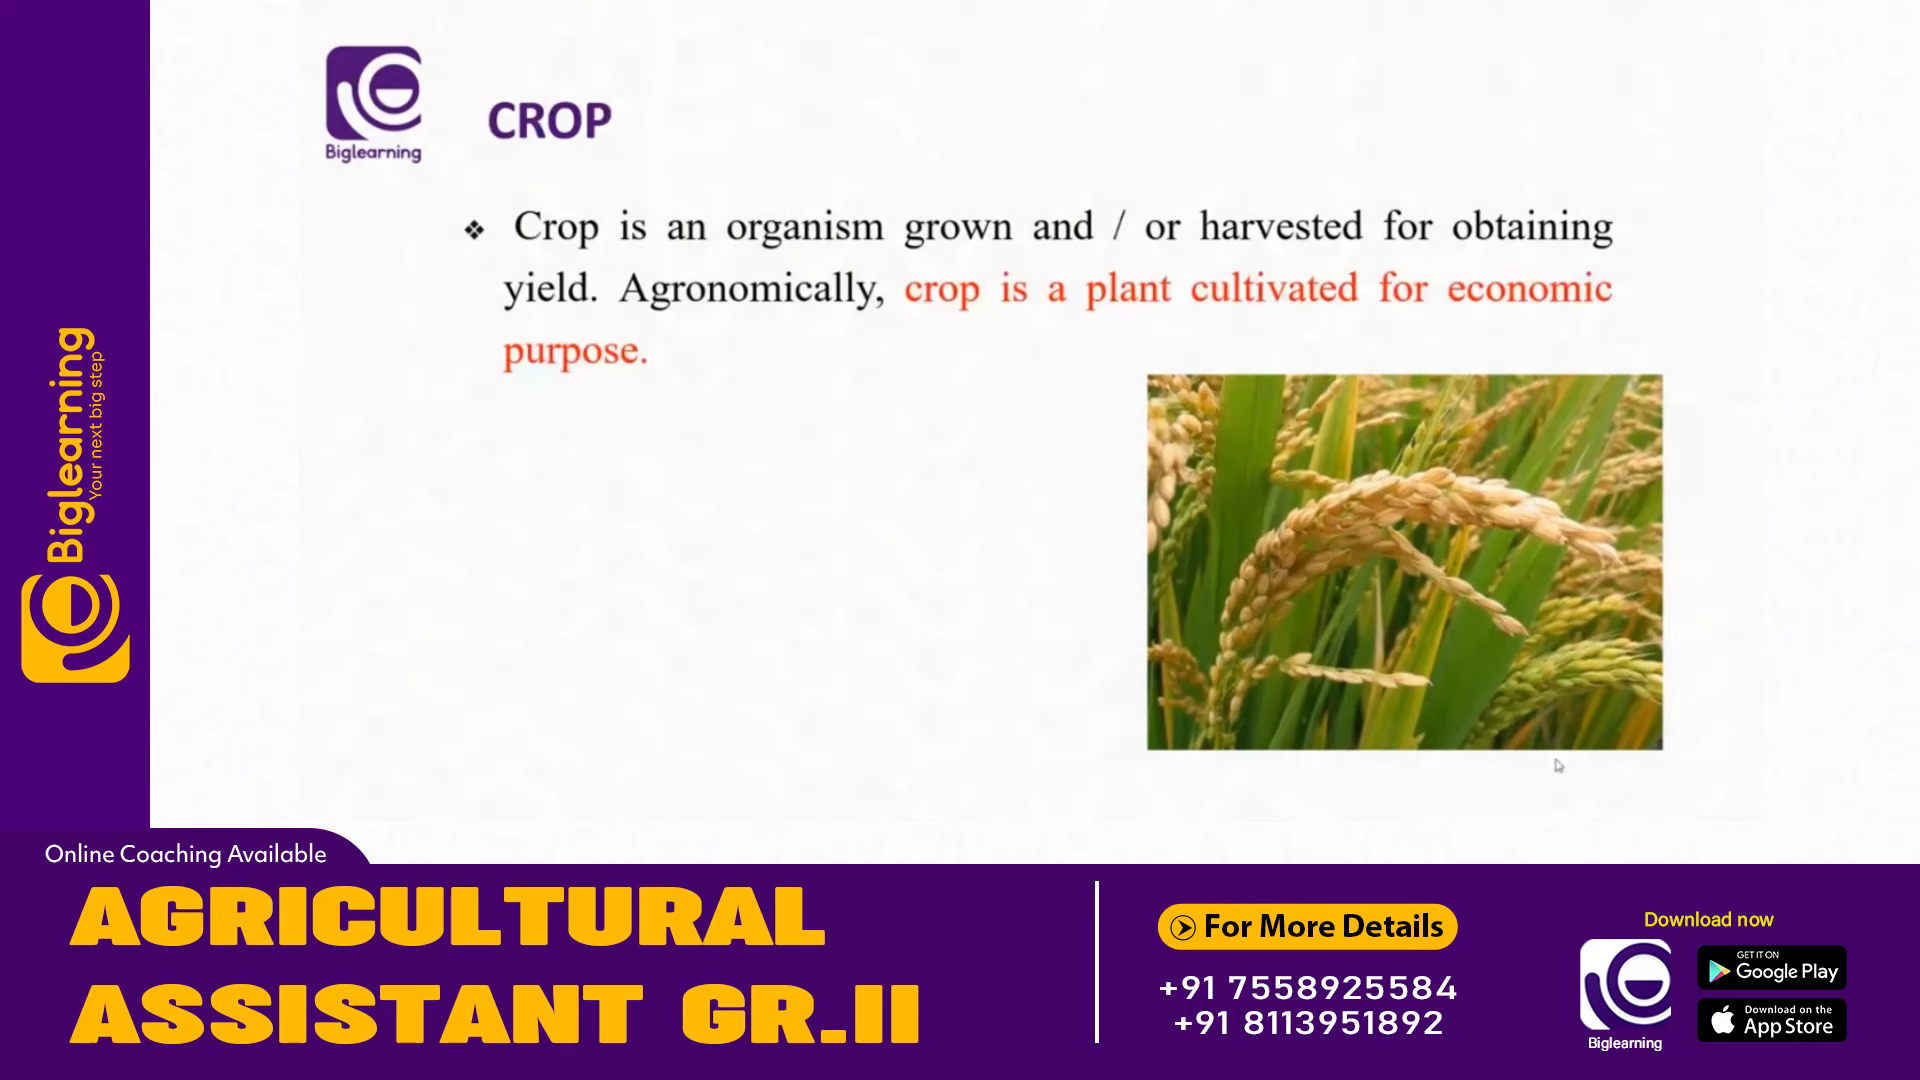 Biglearning
CROP
❖ Crop is an organism grown and / or harvested for obtaining
yield. Agronomically, crop is a plant cultivated for economic
purpose.
Biglearning
Your next big step
Online Coaching Available
AGRICULTURAL
ASSISTANT GR.II
For More Details
+91 7558925584
+91 8113951892
Download now
GET IT ON
Google Play
Download on the
App Store
Biglearning